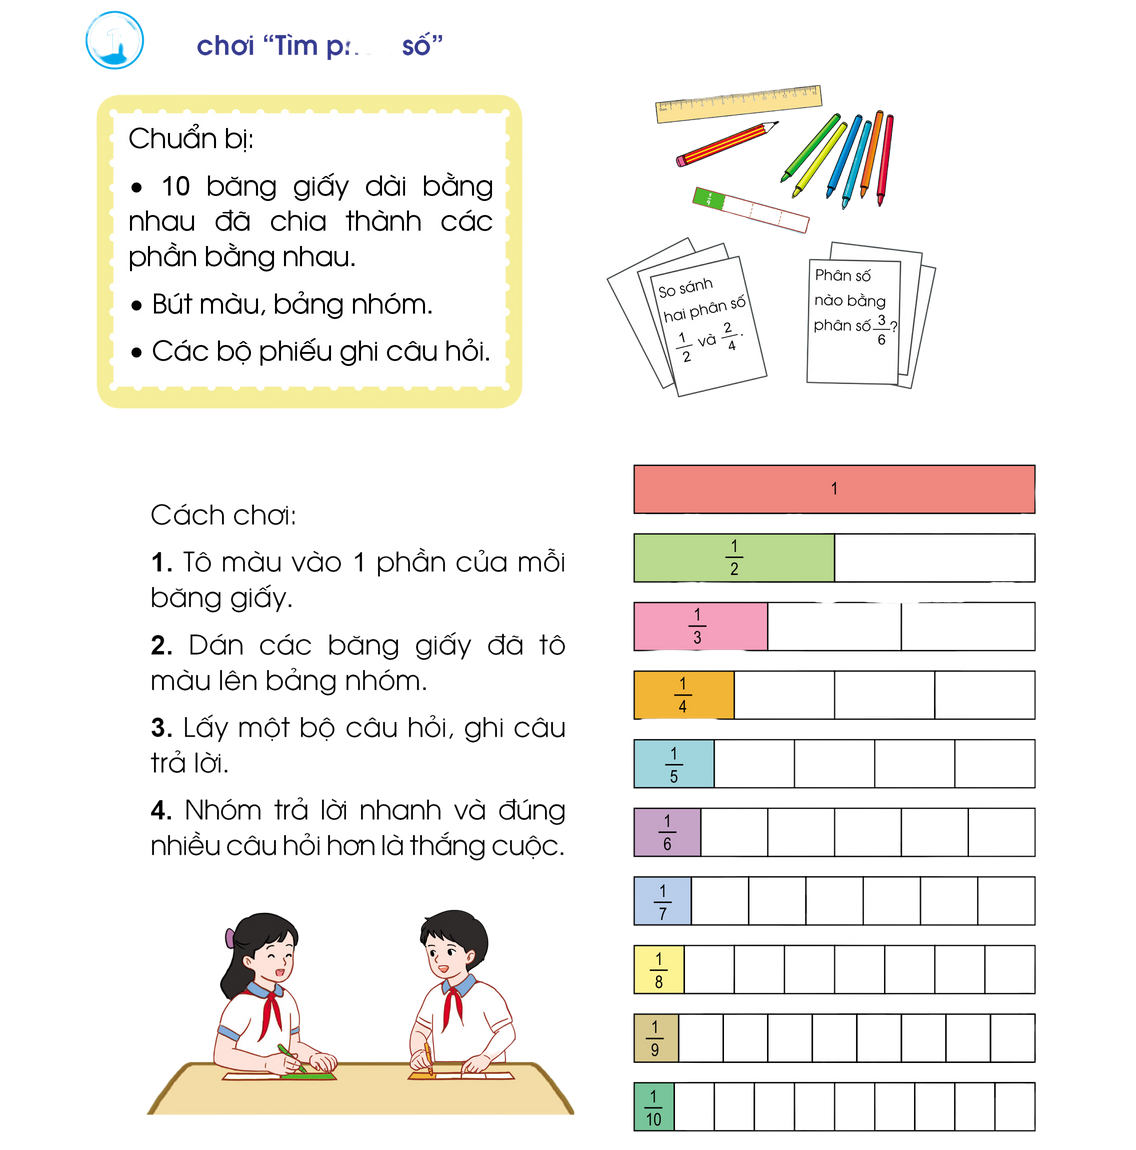 chơi “Tìm số”
Chuẩn bị:
• 10 băng giấy dài bằng
nhau đã chia thành các
phần bằng nhau.
• Bút màu, bảng nhóm.
• Các bộ phiếu ghi câu hỏi.
So sánh
hai phân số
1/2 và 2/4.
Phân số
nào bằng
phân số 3/6?
Cách chơi:
1. Tô màu vào 1 phần của mỗi
băng giấy.
2. Dán các băng giấy đã tô
màu lên bảng nhóm.
3. Lấy một bộ câu hỏi, ghi câu
trả lời.
4. Nhóm trả lời nhanh và đúng
nhiều câu hỏi hơn là thắng cuộc.
1
1/2
1/3
1/4
1/5
1/6
1/7
1/8
1/9
1/10